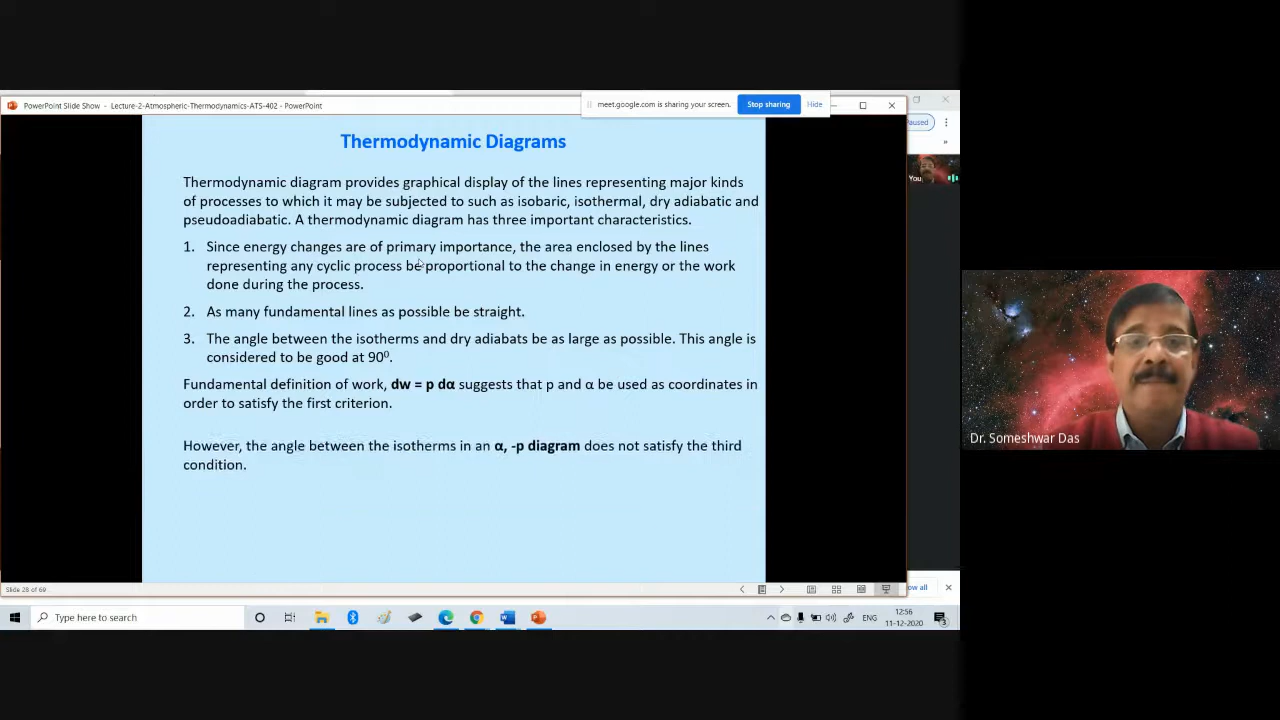 PowerPoint Slide Show - Lecture-2-Atmospheric-Thermodynamics-ATS-402 - PowerPoint
meet.google.com is sharing your screen.
Stop sharing
Hide
Paused
You
Thermodynamic Diagrams
Thermodynamic diagram provides graphical display of the lines representing major kinds
of processes to which it may be subjected to such as isobaric, isothermal, dry adiabatic and
pseudoadiabatic. A thermodynamic diagram has three important characteristics.
1. Since energy changes are of primary importance, the area enclosed by the lines
representing any cyclic process be proportional to the change in energy or the work
done during the process.
2. As many fundamental lines as possible be straight.
3. The angle between the isotherms and dry adiabats be as large as possible. This angle is
considered to be good at 90⁰.
Fundamental definition of work, dw = p dα suggests that p and α be used as coordinates in
order to satisfy the first criterion.
However, the angle between the isotherms in an α, -p diagram does not satisfy the third
condition.
Dr. Someshwar Das
Slide 28 of 69
ow all
Type here to search
ENG
12:56
11-12-2020
3